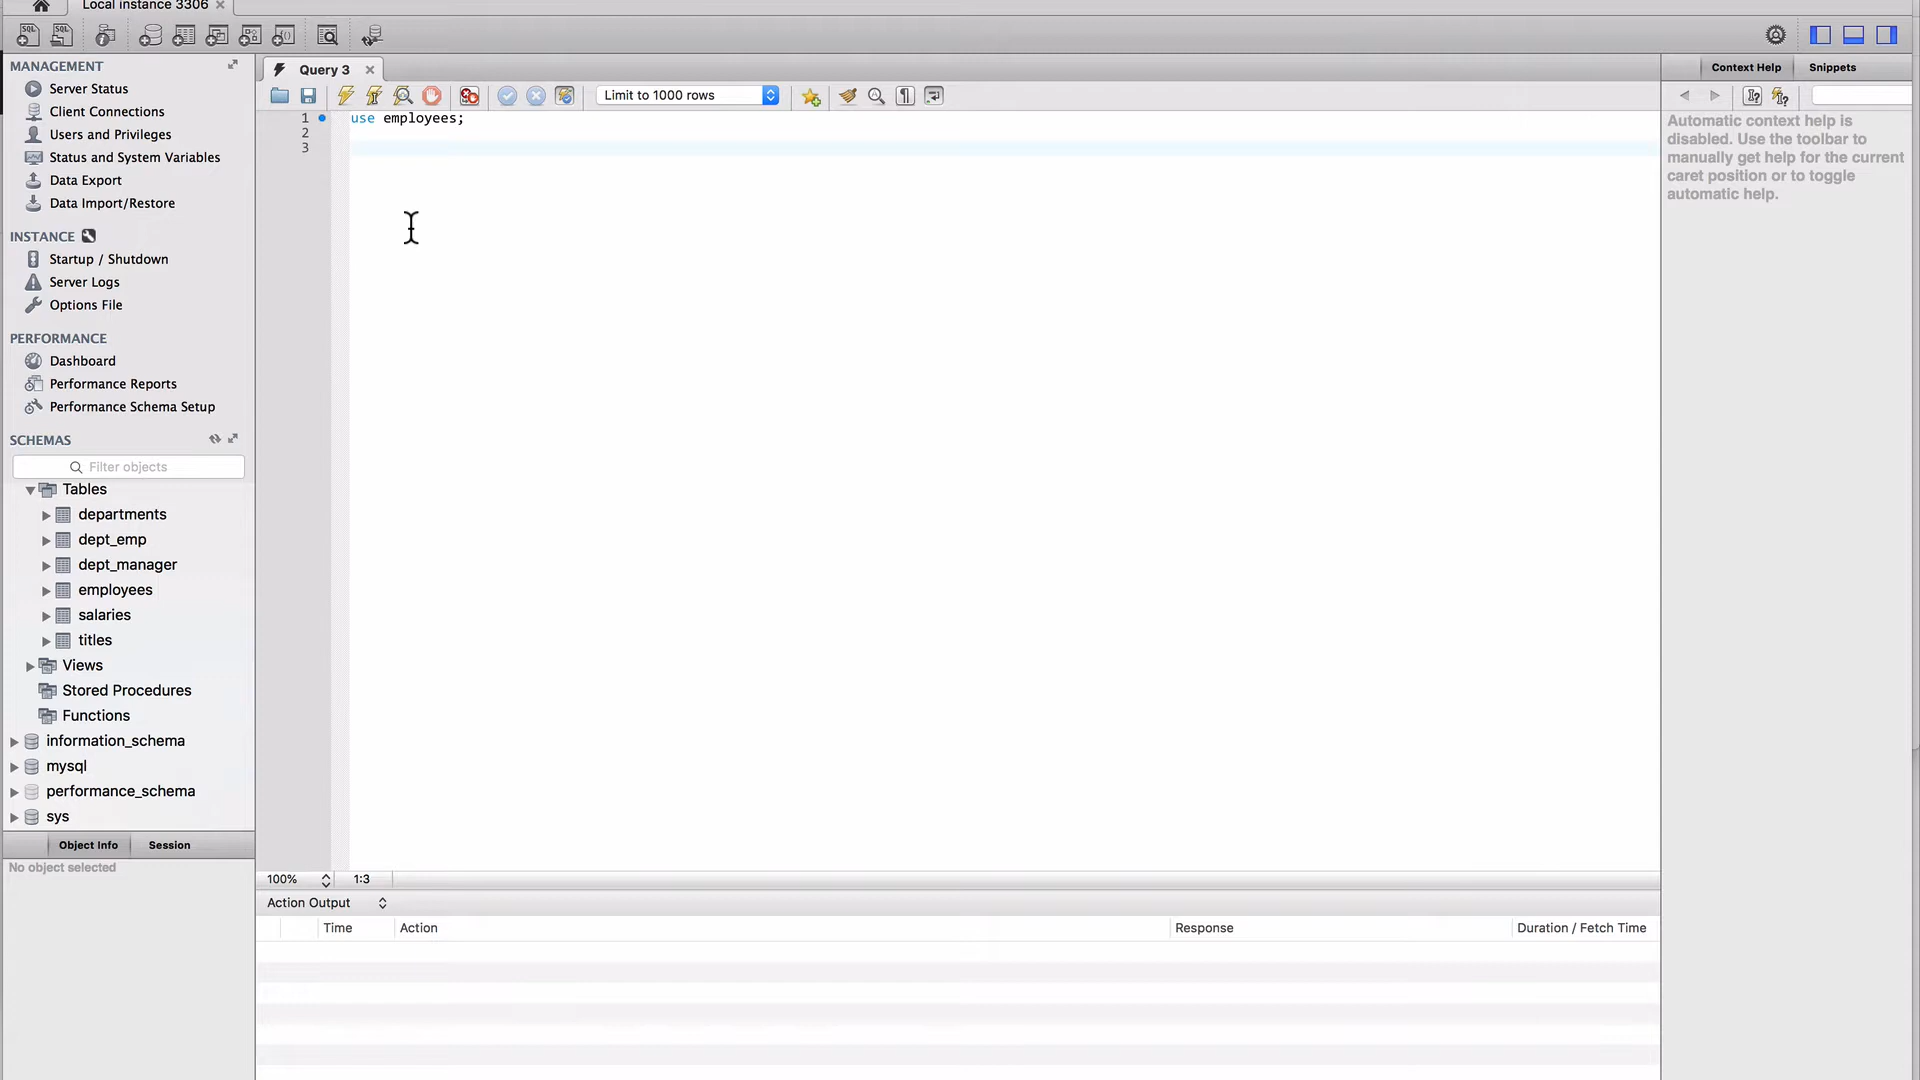 Local instance 3306
SQL
SQL
MANAGEMENT
Server Status
Client Connections
Users and Privileges
Status and System Variables
Data Export
Data Import/Restore
INSTANCE
Startup / Shutdown
Server Logs
Options File
PERFORMANCE
Dashboard
Performance Reports
Performance Schema Setup
SCHEMAS
Filter objects
Tables
departments
dept_emp
dept_manager
employees
salaries
titles
Views
Stored Procedures
Functions
information_schema
mysql
performance_schema
sys
Object Info
Session
No object selected
Query 3
Limit to 1000 rows
1 use employees;
2
3
100%
1:3
Action Output
Time Action Response Duration / Fetch Time
Context Help
Snippets
Automatic context help is
disabled. Use the toolbar to
manually get help for the current
caret position or to toggle
automatic help.